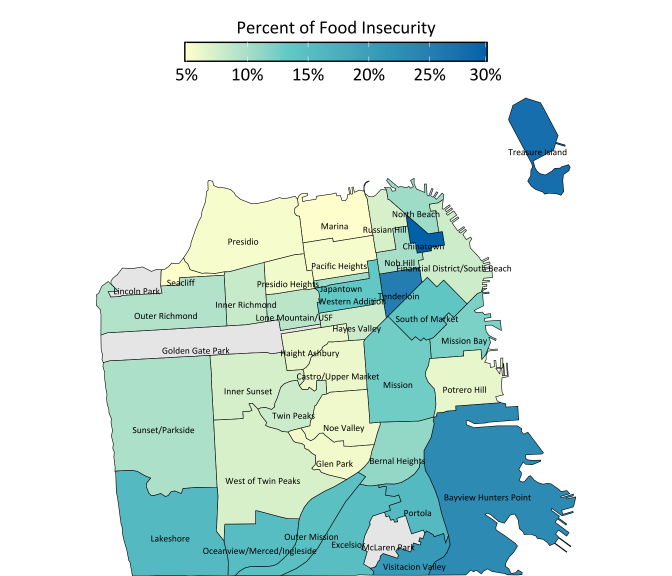 Percent of Food Insecurity
5% 10% 15% 20% 25% 30%
Treasure Island
North Beach
Marina
Russian Hill
Presidio
Chinatown
Nob Hill
Pacific Heights
Financial District/South Beach
Seacliff
Presidio Heights
Japantown
Lincoln Park
Tenderloin
Western Addition
Inner Richmond
Outer Richmond
Lone Mountain/USF
South of Market
Hayes Valley
Mission Bay
Golden Gate Park
Haight Ashbury
Castro/Upper Market
Mission
Inner Sunset
Potrero Hill
Twin Peaks
Noe Valley
Sunset/Parkside
Glen Park
Bernal Heights
West of Twin Peaks
Bayview Hunters Point
Portola
Lakeshore
Outer Mission
Excelsior
McLaren Park
Oceanview/Merced/Ingleside
Visitacion Valley